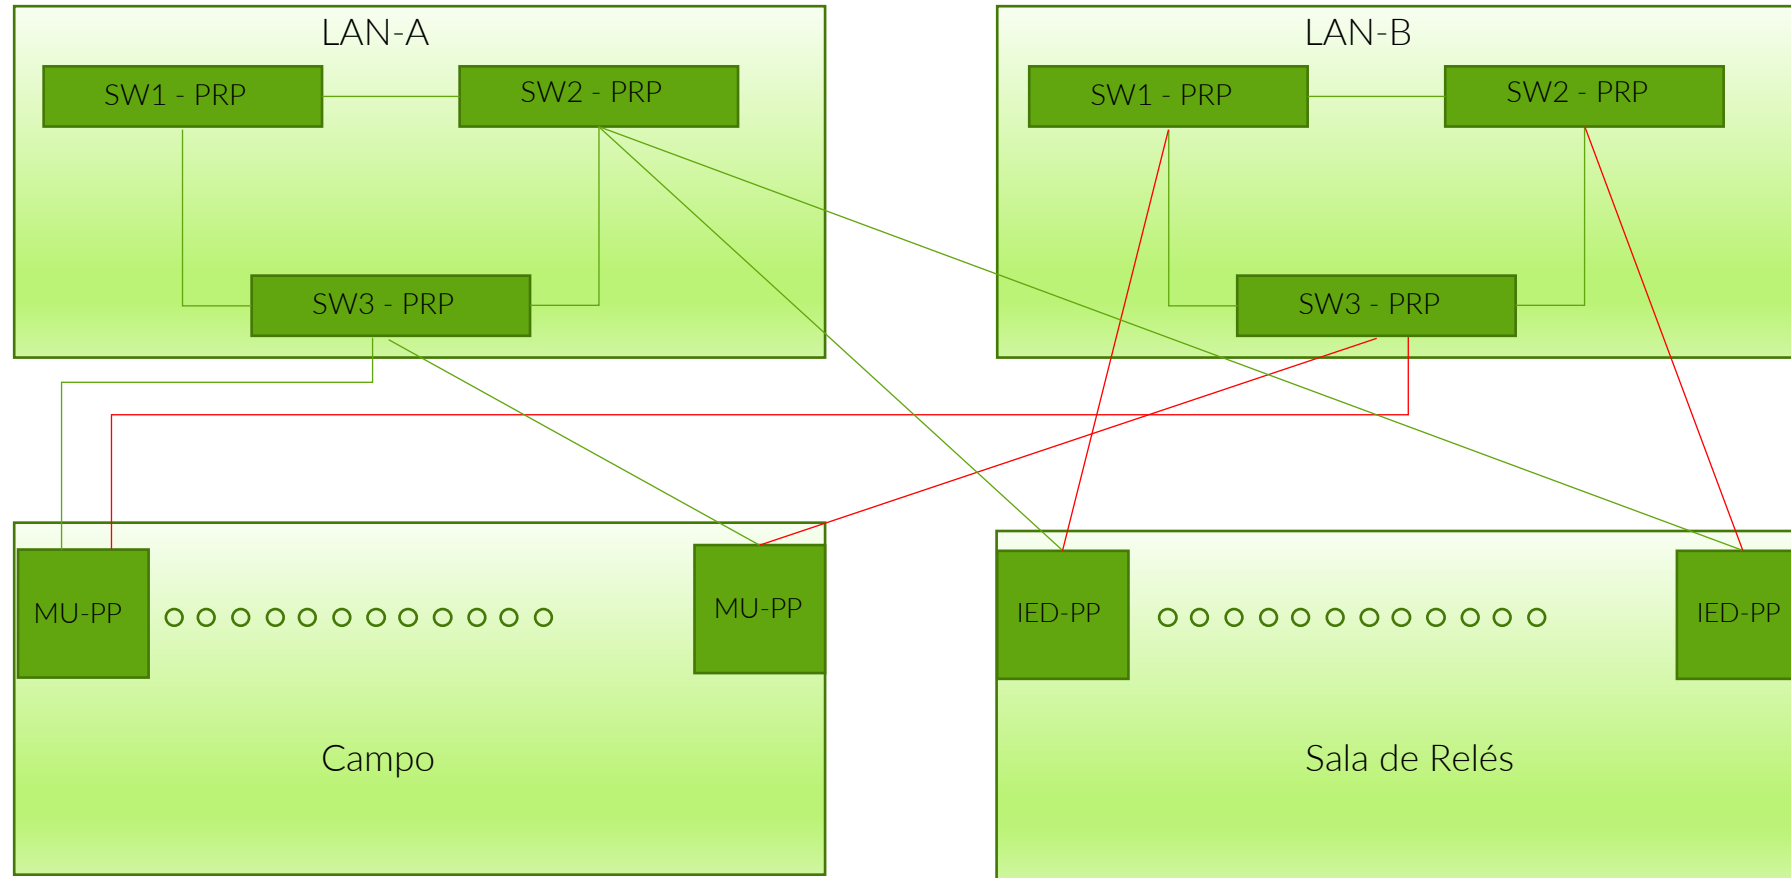 LAN-A
SW1 - PRP
SW2 - PRP
SW3 - PRP
LAN-B
SW1 - PRP
SW2 - PRP
SW3 - PRP
MU-PP
MU-PP
Campo
IED-PP
IED-PP
Sala de Relés